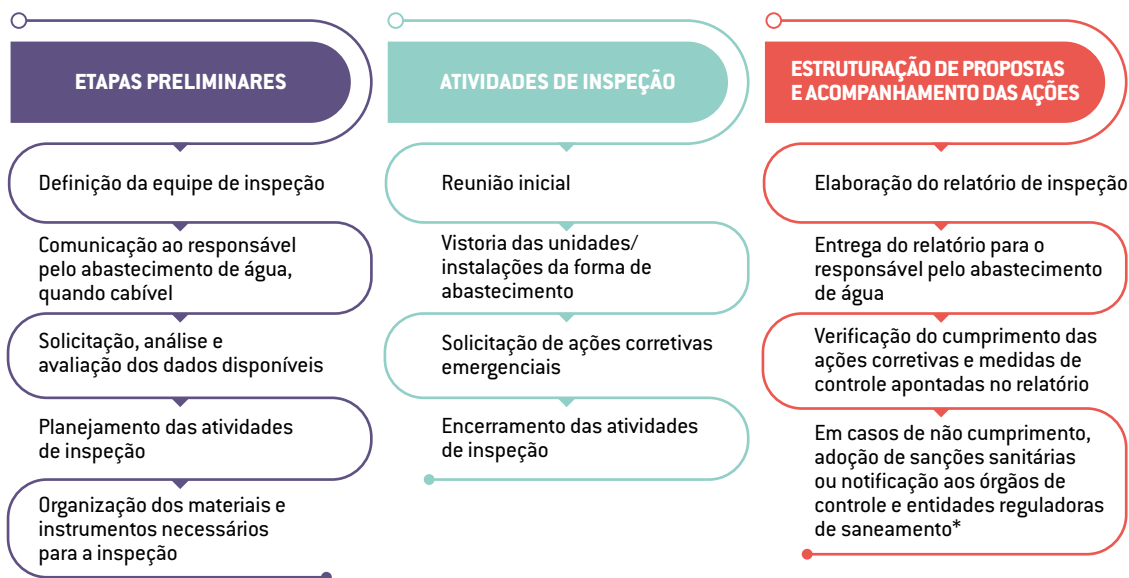 ETAPAS PRELIMINARES
Definição da equipe de inspeção
Comunicação ao responsável
pelo abastecimento de água,
quando cabível
Solicitação, análise e
avaliação dos dados disponíveis
Planejamento das atividades
de inspeção
Organização dos materiais e
instrumentos necessários
para a inspeção
ATIVIDADES DE INSPEÇÃO
Reunião inicial
Vistoria das unidades/
instalações da forma de
abastecimento
Solicitação de ações corretivas
emergenciais
Encerramento das atividades
de inspeção
ESTRUTURAÇÃO DE PROPOSTAS
E ACOMPANHAMENTO DAS AÇÕES
Elaboração do relatório de inspeção
Entrega do relatório para o
responsável pelo abastecimento
de água
Verificação do cumprimento das
ações corretivas e medidas de
controle apontadas no relatório
Em casos de não cumprimento,
adoção de sanções sanitárias
ou notificação aos órgãos de
controle e entidades reguladoras
de saneamento*